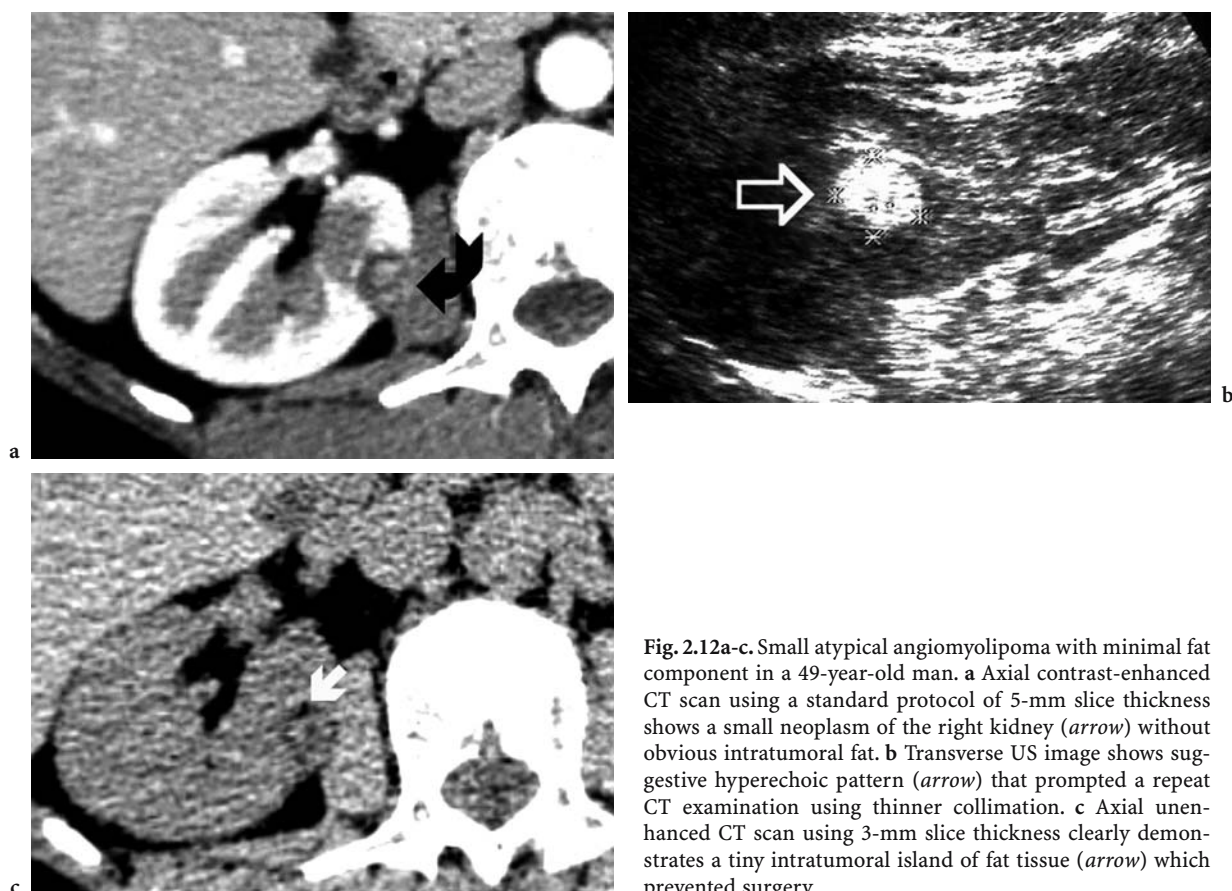 a
b
c
Fig. 2.12a-c. Small atypical angiomyolipoma with minimal fat
component in a 49-year-old man. a Axial contrast-enhanced
CT scan using a standard protocol of 5-mm slice thickness
shows a small neoplasm of the right kidney (arrow) without
obvious intratumoral fat. b Transverse US image shows sug-
gestive hyperechoic pattern (arrow) that prompted a repeat
CT examination using thinner collimation. c Axial unen-
hanced CT scan using 3-mm slice thickness clearly demon-
strates a tiny intratumoral island of fat tissue (arrow) which
prevented surgery